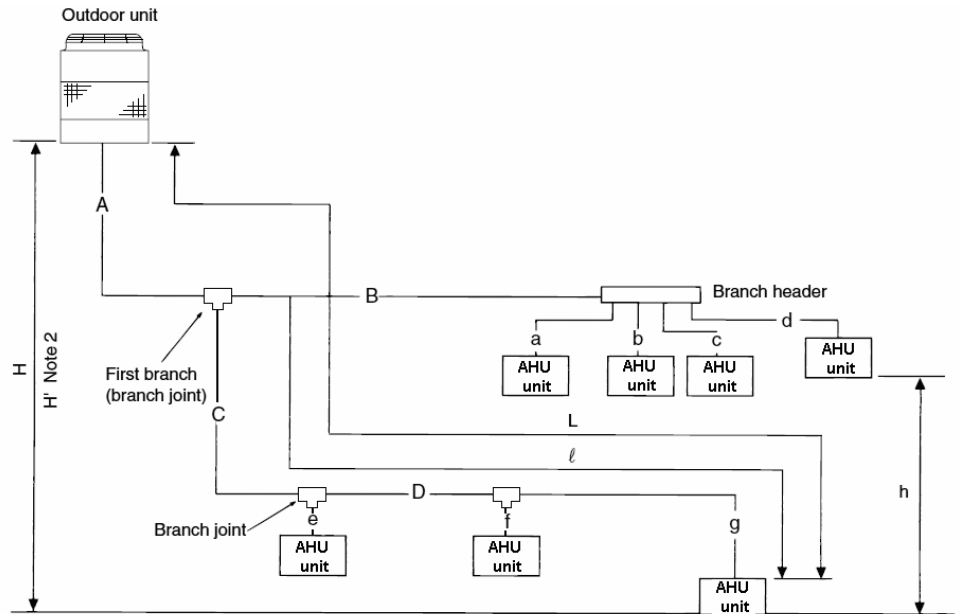 Outdoor unit
A
B
Branch header
a
b
c
d
AHU
unit
AHU
unit
AHU
unit
AHU
unit
First branch
(branch joint)
H
H' Note 2
C
L
ℓ
h
D
Branch joint
e
f
g
AHU
unit
AHU
unit
AHU
unit